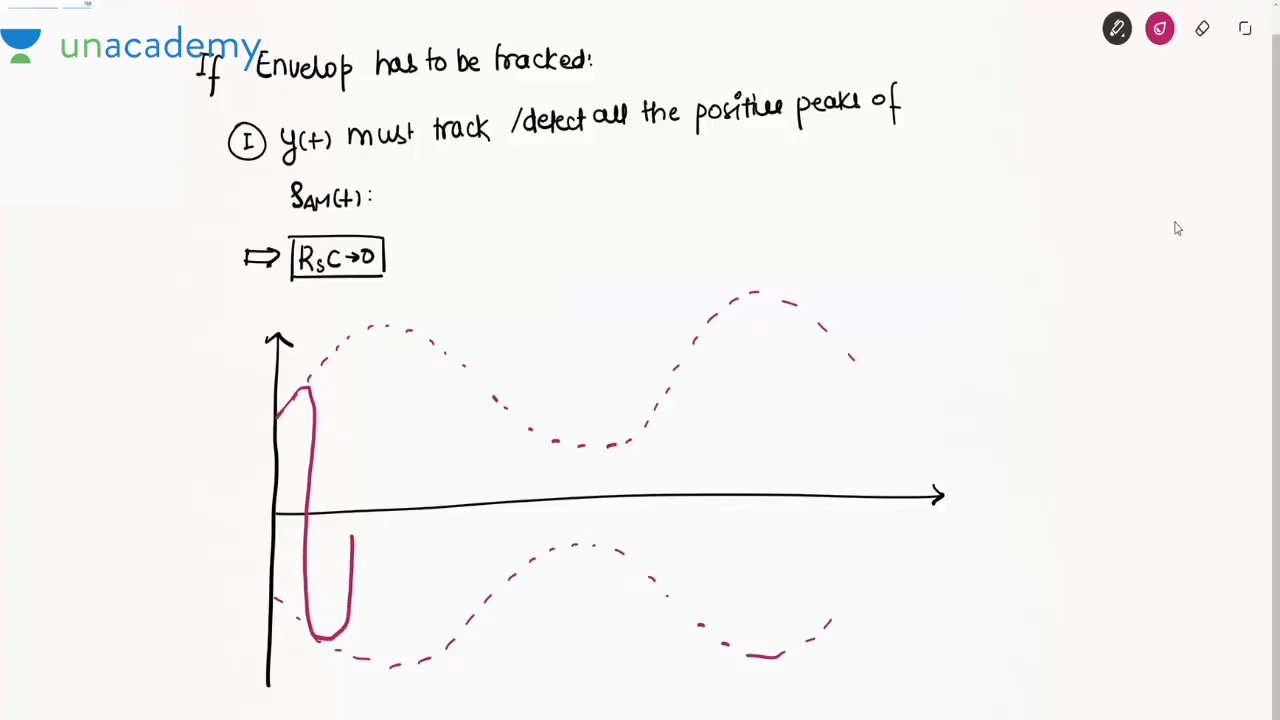 unacademy
If Envelop has to be tracked:
I y(t) must track /detect all the positive peaks of
SAM(t):
⇒ RsC→0